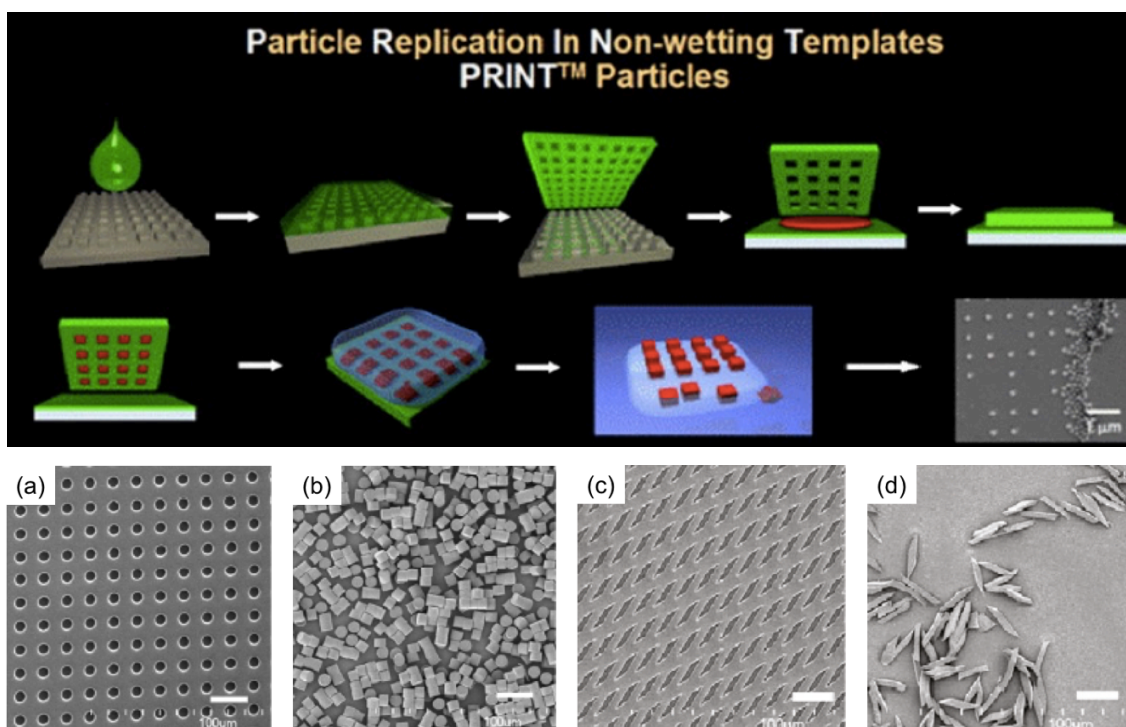 Particle Replication In Non-wetting Templates
PRINT™ Particles
1 μm
(a)
(b)
(c)
(d)
100μm
100μm
100μm
100μm